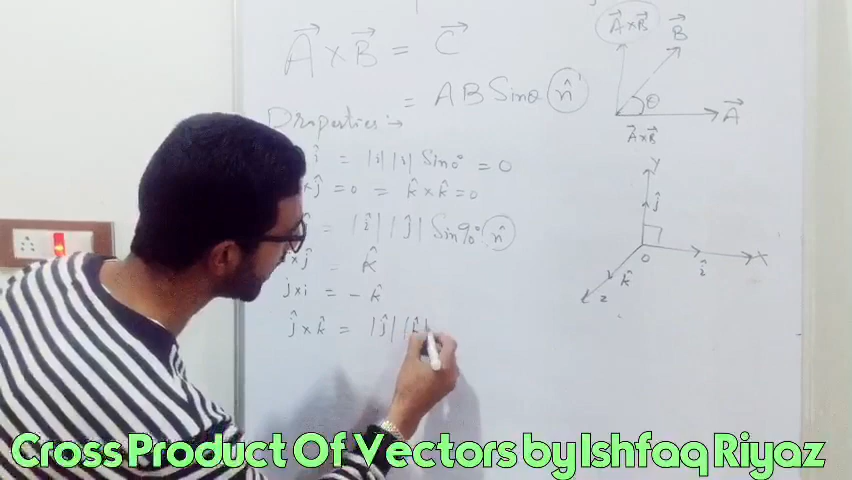 A⃗ x B⃗ = C⃗
= AB Sinθ n̂
Properties :→
î = |i||i| Sin0° = 0
x ĵ = 0 = k̂ x k̂ = 0
= |î||ĵ| Sin90° n̂
x ĵ = k̂
j x i = - k̂
ĵ x k̂ = |ĵ||k̂|
A⃗ x B⃗
B⃗
θ
A⃗
A⃗ x B⃗
Y
ĵ
O
î
X
k̂
Z
Cross Product Of Vectors by Ishfaq Riyaz